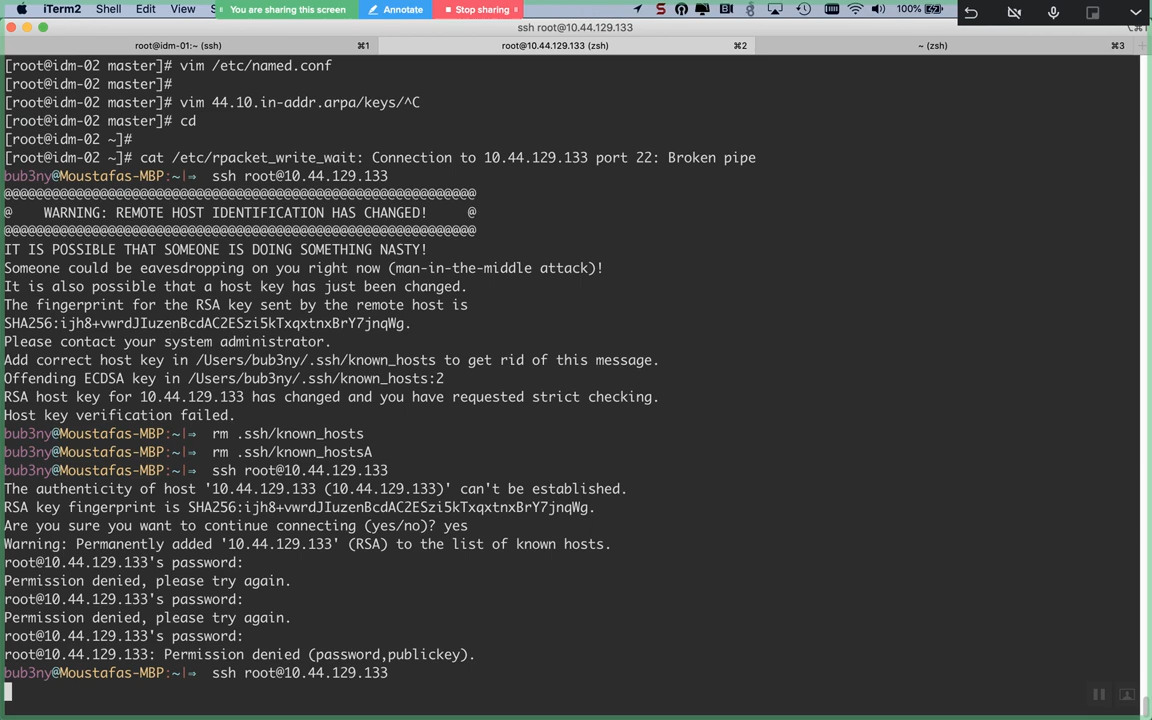 iTerm2 Shell Edit View You are sharing this screen Annotate Stop sharing 100%
ssh root@10.44.129.133
root@idm-01:~ (ssh) ⌘1 root@10.44.129.133 (zsh) ⌘2 ~ (zsh) ⌘3
[root@idm-02 master]# vim /etc/named.conf
[root@idm-02 master]#
[root@idm-02 master]# vim 44.10.in-addr.arpa/keys/^C
[root@idm-02 master]# cd
[root@idm-02 ~]#
[root@idm-02 ~]# cat /etc/rpacket_write_wait: Connection to 10.44.129.133 port 22: Broken pipe
bub3ny@Moustafas-MBP:~|⇒ ssh root@10.44.129.133
@@@@@@@@@@@@@@@@@@@@@@@@@@@@@@@@@@@@@@@@@@@@@@@@@@@@@@@@@@@
@ WARNING: REMOTE HOST IDENTIFICATION HAS CHANGED! @
@@@@@@@@@@@@@@@@@@@@@@@@@@@@@@@@@@@@@@@@@@@@@@@@@@@@@@@@@@@
IT IS POSSIBLE THAT SOMEONE IS DOING SOMETHING NASTY!
Someone could be eavesdropping on you right now (man-in-the-middle attack)!
It is also possible that a host key has just been changed.
The fingerprint for the RSA key sent by the remote host is
SHA256:ijh8+vwrdJIuzenBcdAC2ESzi5kTxqxtnxBrY7jnqWg.
Please contact your system administrator.
Add correct host key in /Users/bub3ny/.ssh/known_hosts to get rid of this message.
Offending ECDSA key in /Users/bub3ny/.ssh/known_hosts:2
RSA host key for 10.44.129.133 has changed and you have requested strict checking.
Host key verification failed.
bub3ny@Moustafas-MBP:~|⇒ rm .ssh/known_hosts
bub3ny@Moustafas-MBP:~|⇒ rm .ssh/known_hostsA
bub3ny@Moustafas-MBP:~|⇒ ssh root@10.44.129.133
The authenticity of host '10.44.129.133 (10.44.129.133)' can't be established.
RSA key fingerprint is SHA256:ijh8+vwrdJIuzenBcdAC2ESzi5kTxqxtnxBrY7jnqWg.
Are you sure you want to continue connecting (yes/no)? yes
Warning: Permanently added '10.44.129.133' (RSA) to the list of known hosts.
root@10.44.129.133's password:
Permission denied, please try again.
root@10.44.129.133's password:
Permission denied, please try again.
root@10.44.129.133's password:
root@10.44.129.133: Permission denied (password,publickey).
bub3ny@Moustafas-MBP:~|⇒ ssh root@10.44.129.133